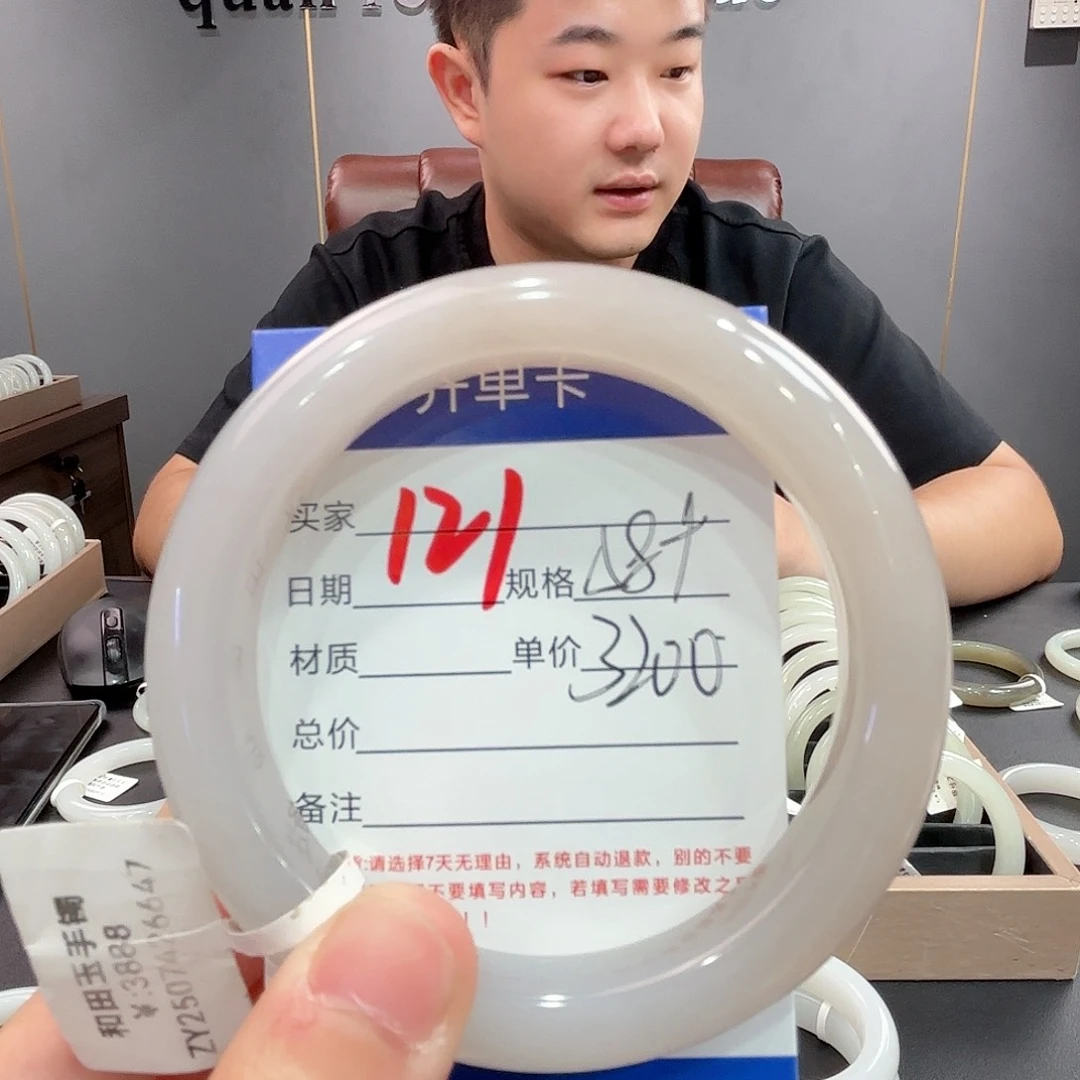 开单卡
买家 121
日期 规格
材质 单价 3200
总价
备注
请选择7天无理由，系统自动退款，别的不要
不要填写内容，若填写需要修改之
！！
和田玉手镯
¥:3888